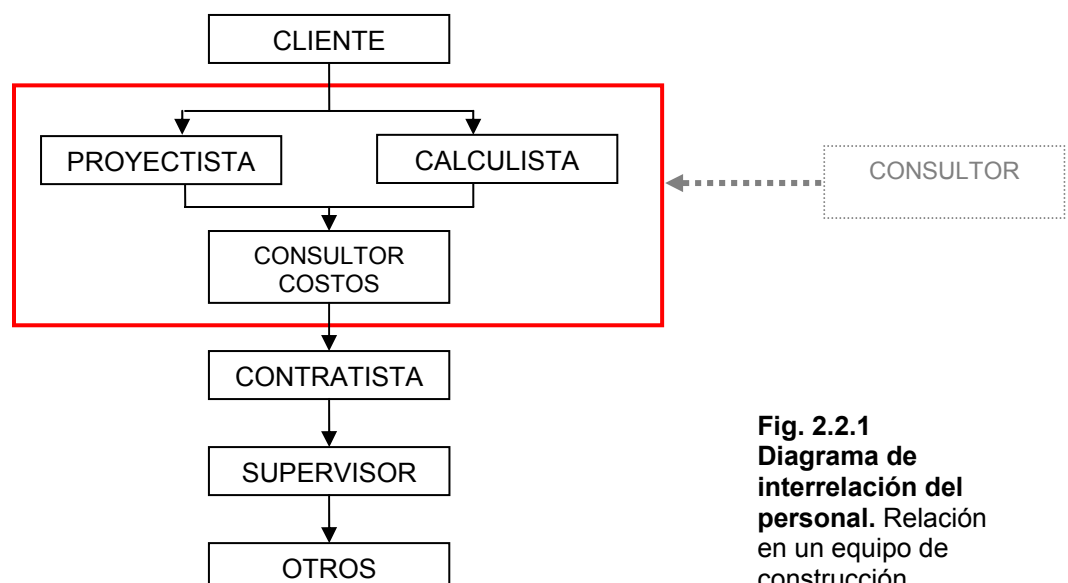 CLIENTE
PROYECTISTA
CALCULISTA
CONSULTOR
CONSULTOR
COSTOS
CONTRATISTA
SUPERVISOR
OTROS
Fig. 2.2.1
Diagrama de
interrelación del
personal. Relación
en un equipo de
construcción